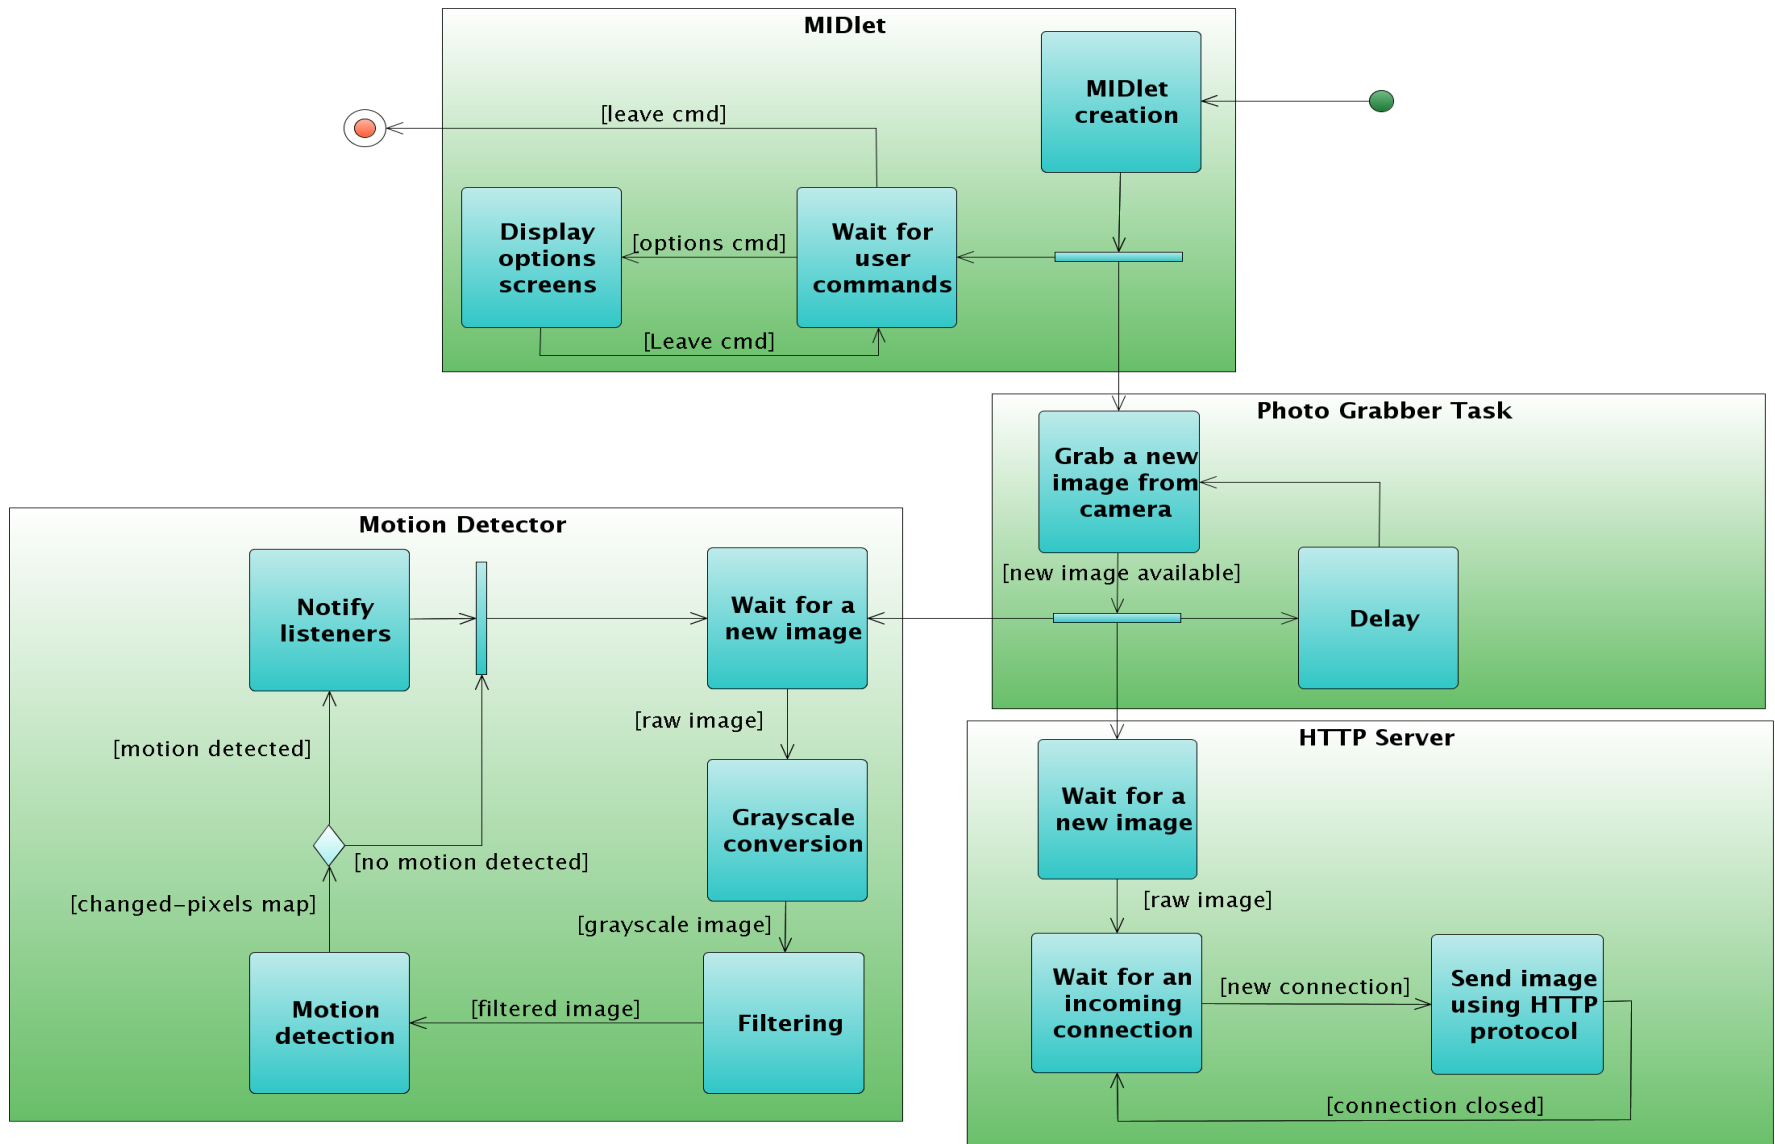 MIDlet
MIDlet
creation
[leave cmd]
Display
options
screens
[options cmd]
Wait for
user
commands
[Leave cmd]
Photo Grabber Task
Grab a new
image from
camera
[new image available]
Delay
Motion Detector
Notify
listeners
Wait for a
new image
[raw image]
[motion detected]
Grayscale
conversion
[no motion detected]
[changed-pixels map]
[grayscale image]
Motion
detection
[filtered image]
Filtering
HTTP Server
Wait for a
new image
[raw image]
Wait for an
incoming
connection
[new connection]
Send image
using HTTP
protocol
[connection closed]